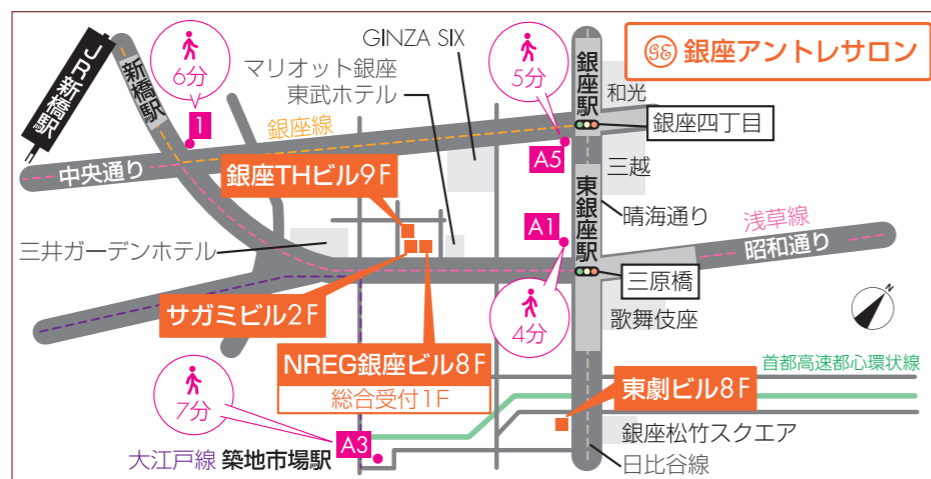 JR新橋駅
新橋駅
6分
1
銀座線
中央通り
GINZA SIX
マリオット銀座
東武ホテル
5分
A5
銀座駅
和光
銀座四丁目
三越
GE 銀座アントレサロン
銀座THビル9F
三井ガーデンホテル
A1
4分
東銀座駅
晴海通り
浅草線
昭和通り
三原橋
歌舞伎座
サガミビル2F
NREG銀座ビル8F
総合受付1F
N
首都高速都心環状線
東劇ビル8F
銀座松竹スクエア
日比谷線
7分
A3
大江戸線 築地市場駅